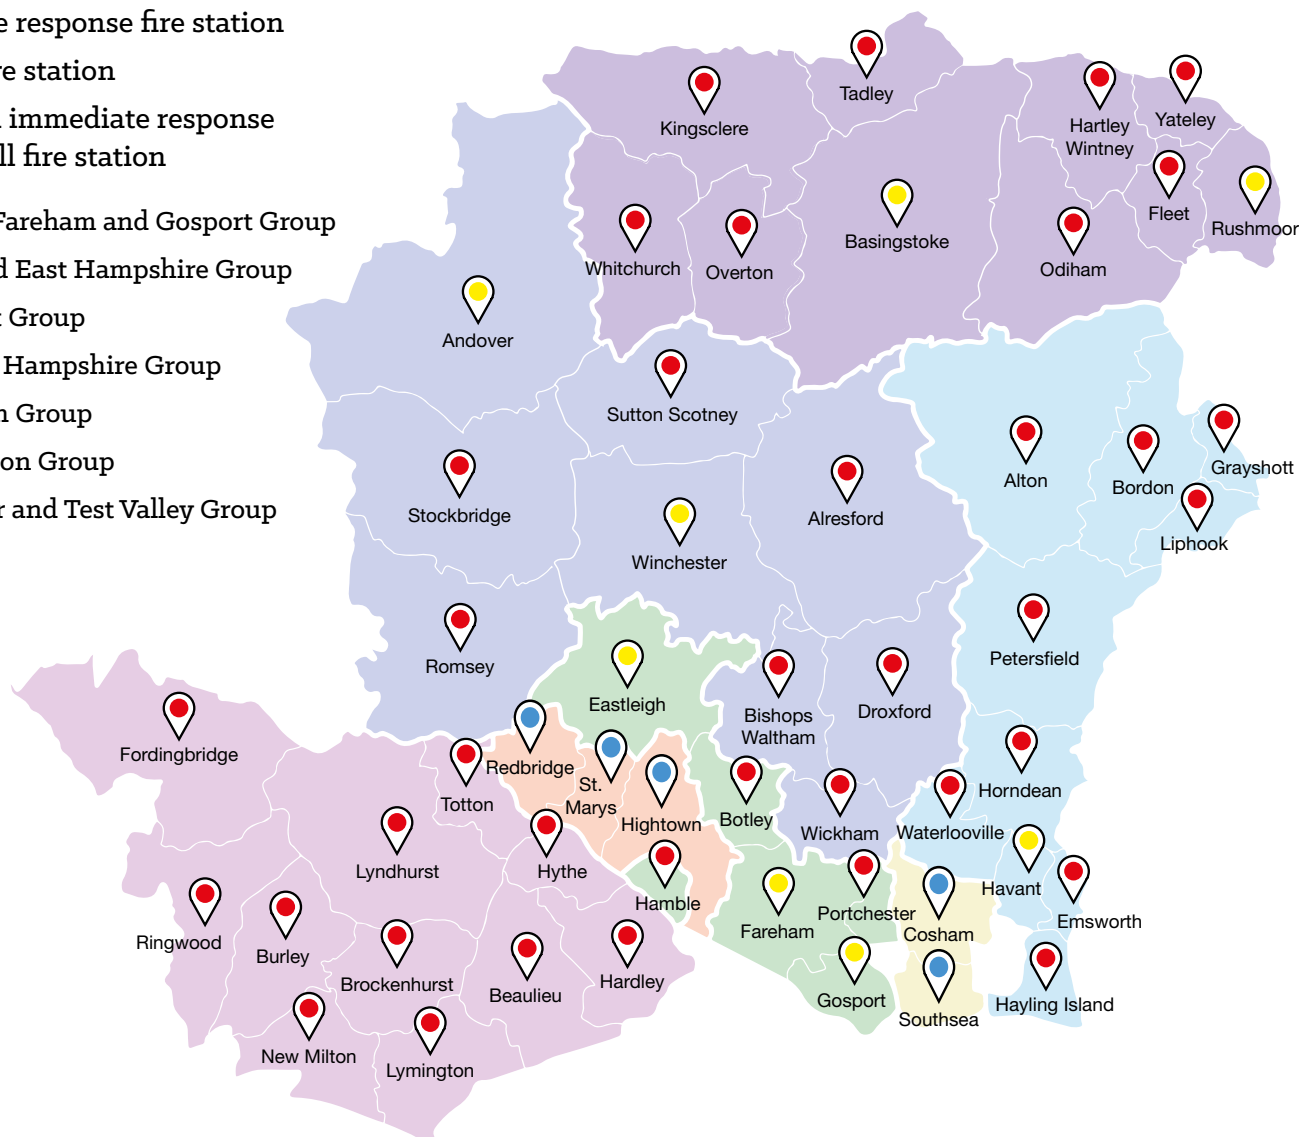 response fire station
station
immediate response
fire station
Fareham and Gosport Group
East Hampshire Group
Group
Hampshire Group
Group
Group
and Test Valley Group
Tadley
Kingsclere
Hartley
Wintney
Yateley
Fleet
Rushmoor
Basingstoke
Whitchurch
Overton
Odiham
Andover
Sutton Scotney
Alton
Bordon
Grayshott
Liphook
Stockbridge
Alresford
Winchester
Romsey
Petersfield
Eastleigh
Bishops
Waltham
Droxford
Fordingbridge
Redbridge
St.
Marys
Hightown
Totton
Botley
Wickham
Waterlooville
Horndean
Lyndhurst
Hythe
Hamble
Portchester
Havant
Emsworth
Ringwood
Burley
Fareham
Cosham
Brockenhurst
Beaulieu
Hardley
Gosport
Southsea
Hayling Island
New Milton
Lymington